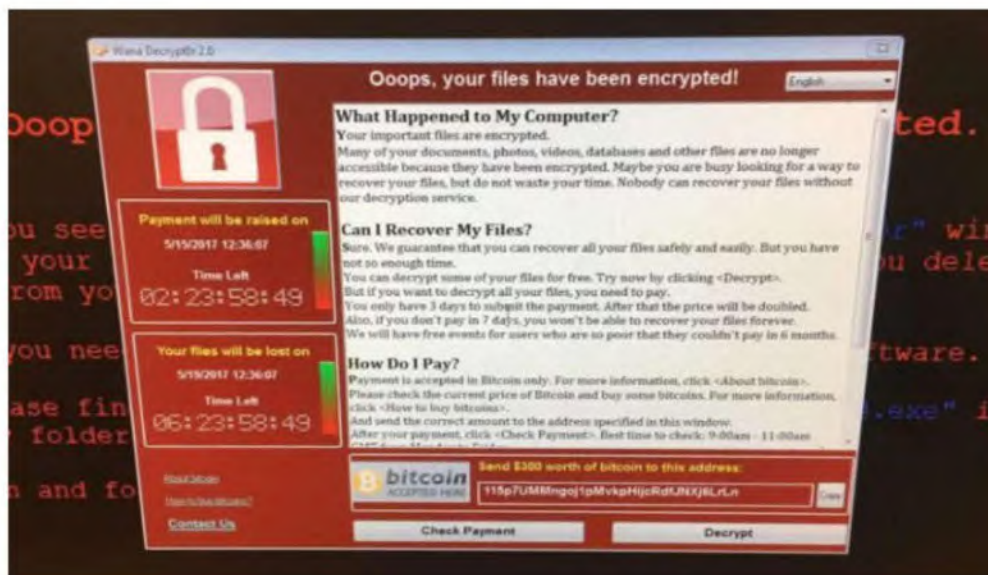 Wana Decrypt0r 2.0
Ooops, your files have been encrypted!
English
What Happened to My Computer?
Your important files are encrypted.
Many of your documents, photos, videos, databases and other files are no longer
accessible because they have been encrypted. Maybe you are busy looking for a way to
recover your files, but do not waste your time. Nobody can recover your files without
our decryption service.
Can I Recover My Files?
Sure. We guarantee that you can recover all your files safely and easily. But you have
not so enough time.
You can decrypt some of your files for free. Try now by clicking <Decrypt>.
But if you want to decrypt all your files, you need to pay.
You only have 3 days to submit the payment. After that the price will be doubled.
Also, if you don't pay in 7 days, you won't be able to recover your files forever.
We will have free events for users who are so poor that they couldn't pay in 6 months.
How Do I Pay?
Payment is accepted in Bitcoin only. For more information, click <About bitcoin>.
Please check the current price of Bitcoin and buy some bitcoins. For more information,
click <How to buy bitcoins>.
And send the correct amount to the address specified in this window.
After your payment, click <Check Payment>. Best time to check: 9:00am - 11:00am
Payment will be raised on
5/15/2017 12:36:07
Time Left
02:23:58:49
Your files will be lost on
5/19/2017 12:36:07
Time Left
06:23:58:49
About bitcoin
How to buy bitcoins?
Contact Us
bitcoin
ACCEPTED HERE
Send $300 worth of bitcoin to this address:
Copy
Check Payment
Decrypt
Ooop
ted.
ou see
your
rom yo
wi
u dele
you nee
tware.
ase fin
.exe" i
folder
n and fo